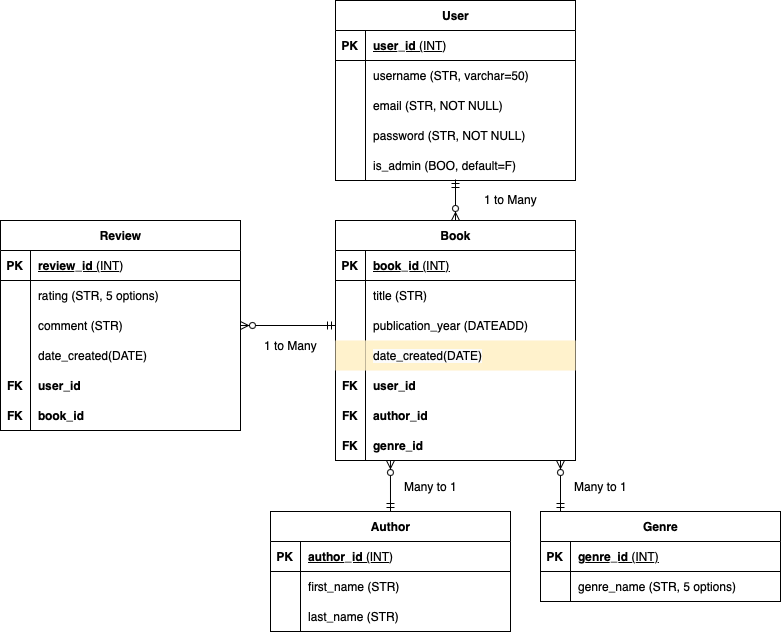 User
PK user_id (INT)
username (STR, varchar=50)
email (STR, NOT NULL)
password (STR, NOT NULL)
is_admin (BOO, default=F)
1 to Many
Review
PK review_id (INT)
rating (STR, 5 options)
comment (STR)
date_created(DATE)
FK user_id
FK book_id
1 to Many
Book
PK book_id (INT)
title (STR)
publication_year (DATEADD)
date_created(DATE)
FK user_id
FK author_id
FK genre_id
Many to 1
Many to 1
Author
PK author_id (INT)
first_name (STR)
last_name (STR)
Genre
PK genre_id (INT)
genre_name (STR, 5 options)